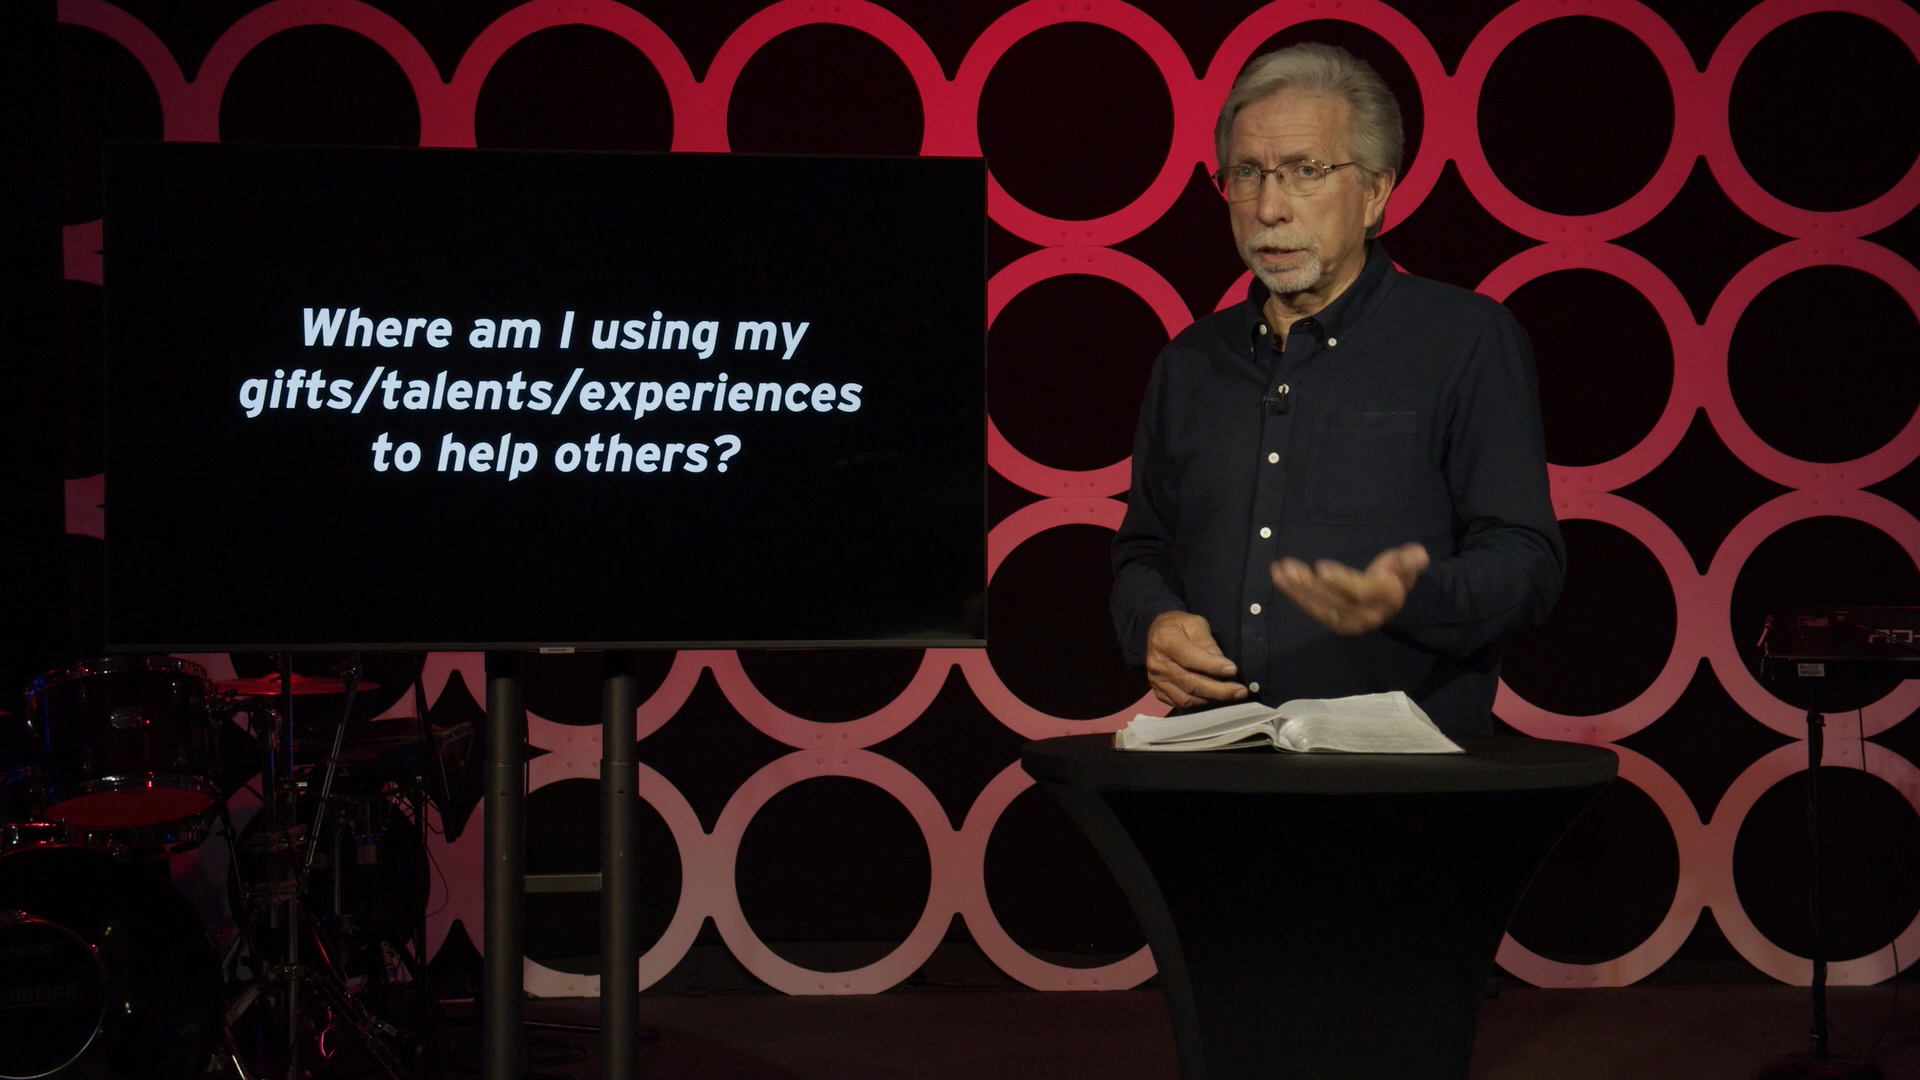 Where am I using my
gifts/talents/experiences
to help others?